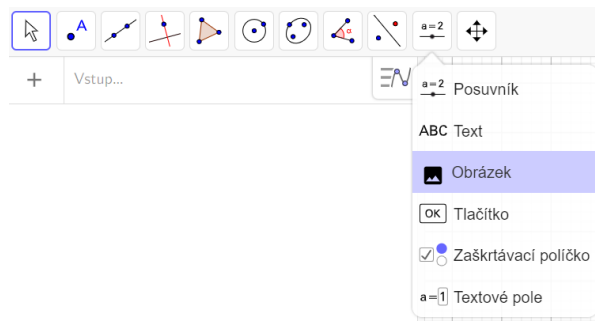 A
α
a=2
+ Vstup...
a=2 Posuvník
ABC Text
Obrázek
OK Tlačítko
Zaškrtávací políčko
a=1 Textové pole